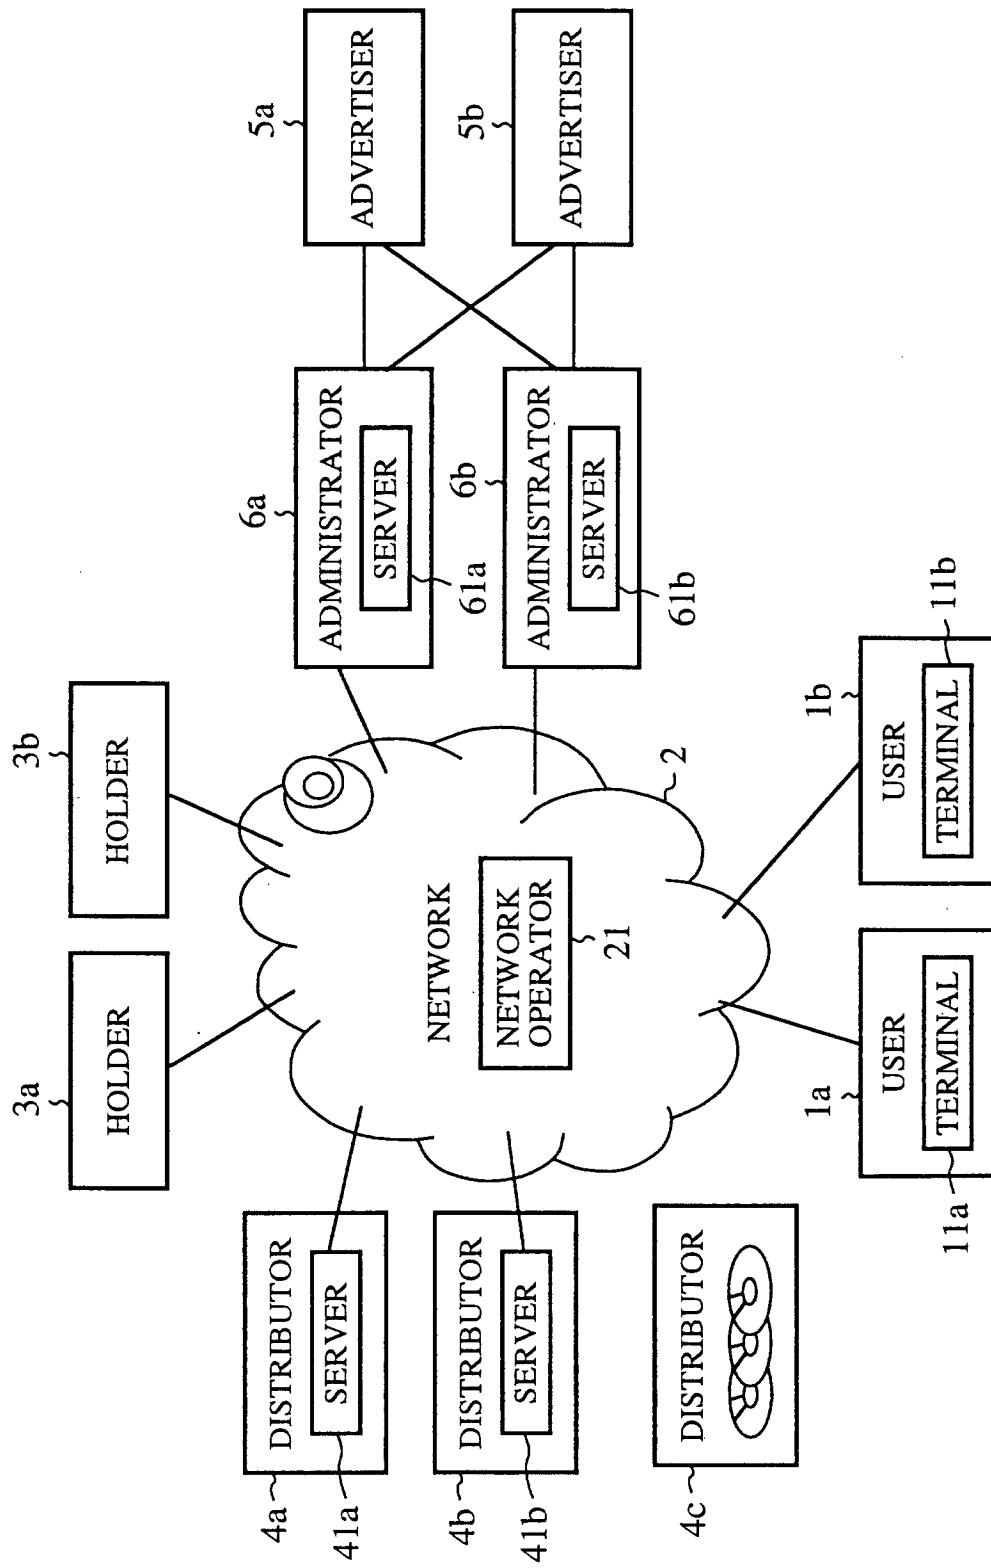 3a
HOLDER
3b
HOLDER
4a
DISTRIBUTOR
SERVER
41a
4b
DISTRIBUTOR
SERVER
41b
4c
DISTRIBUTOR
NETWORK
NETWORK
OPERATOR
21
2
6a
ADMINISTRATOR
SERVER
61a
6b
ADMINISTRATOR
SERVER
61b
5a
ADVERTISER
5b
ADVERTISER
1a
USER
TERMINAL
11a
1b
USER
TERMINAL
11b